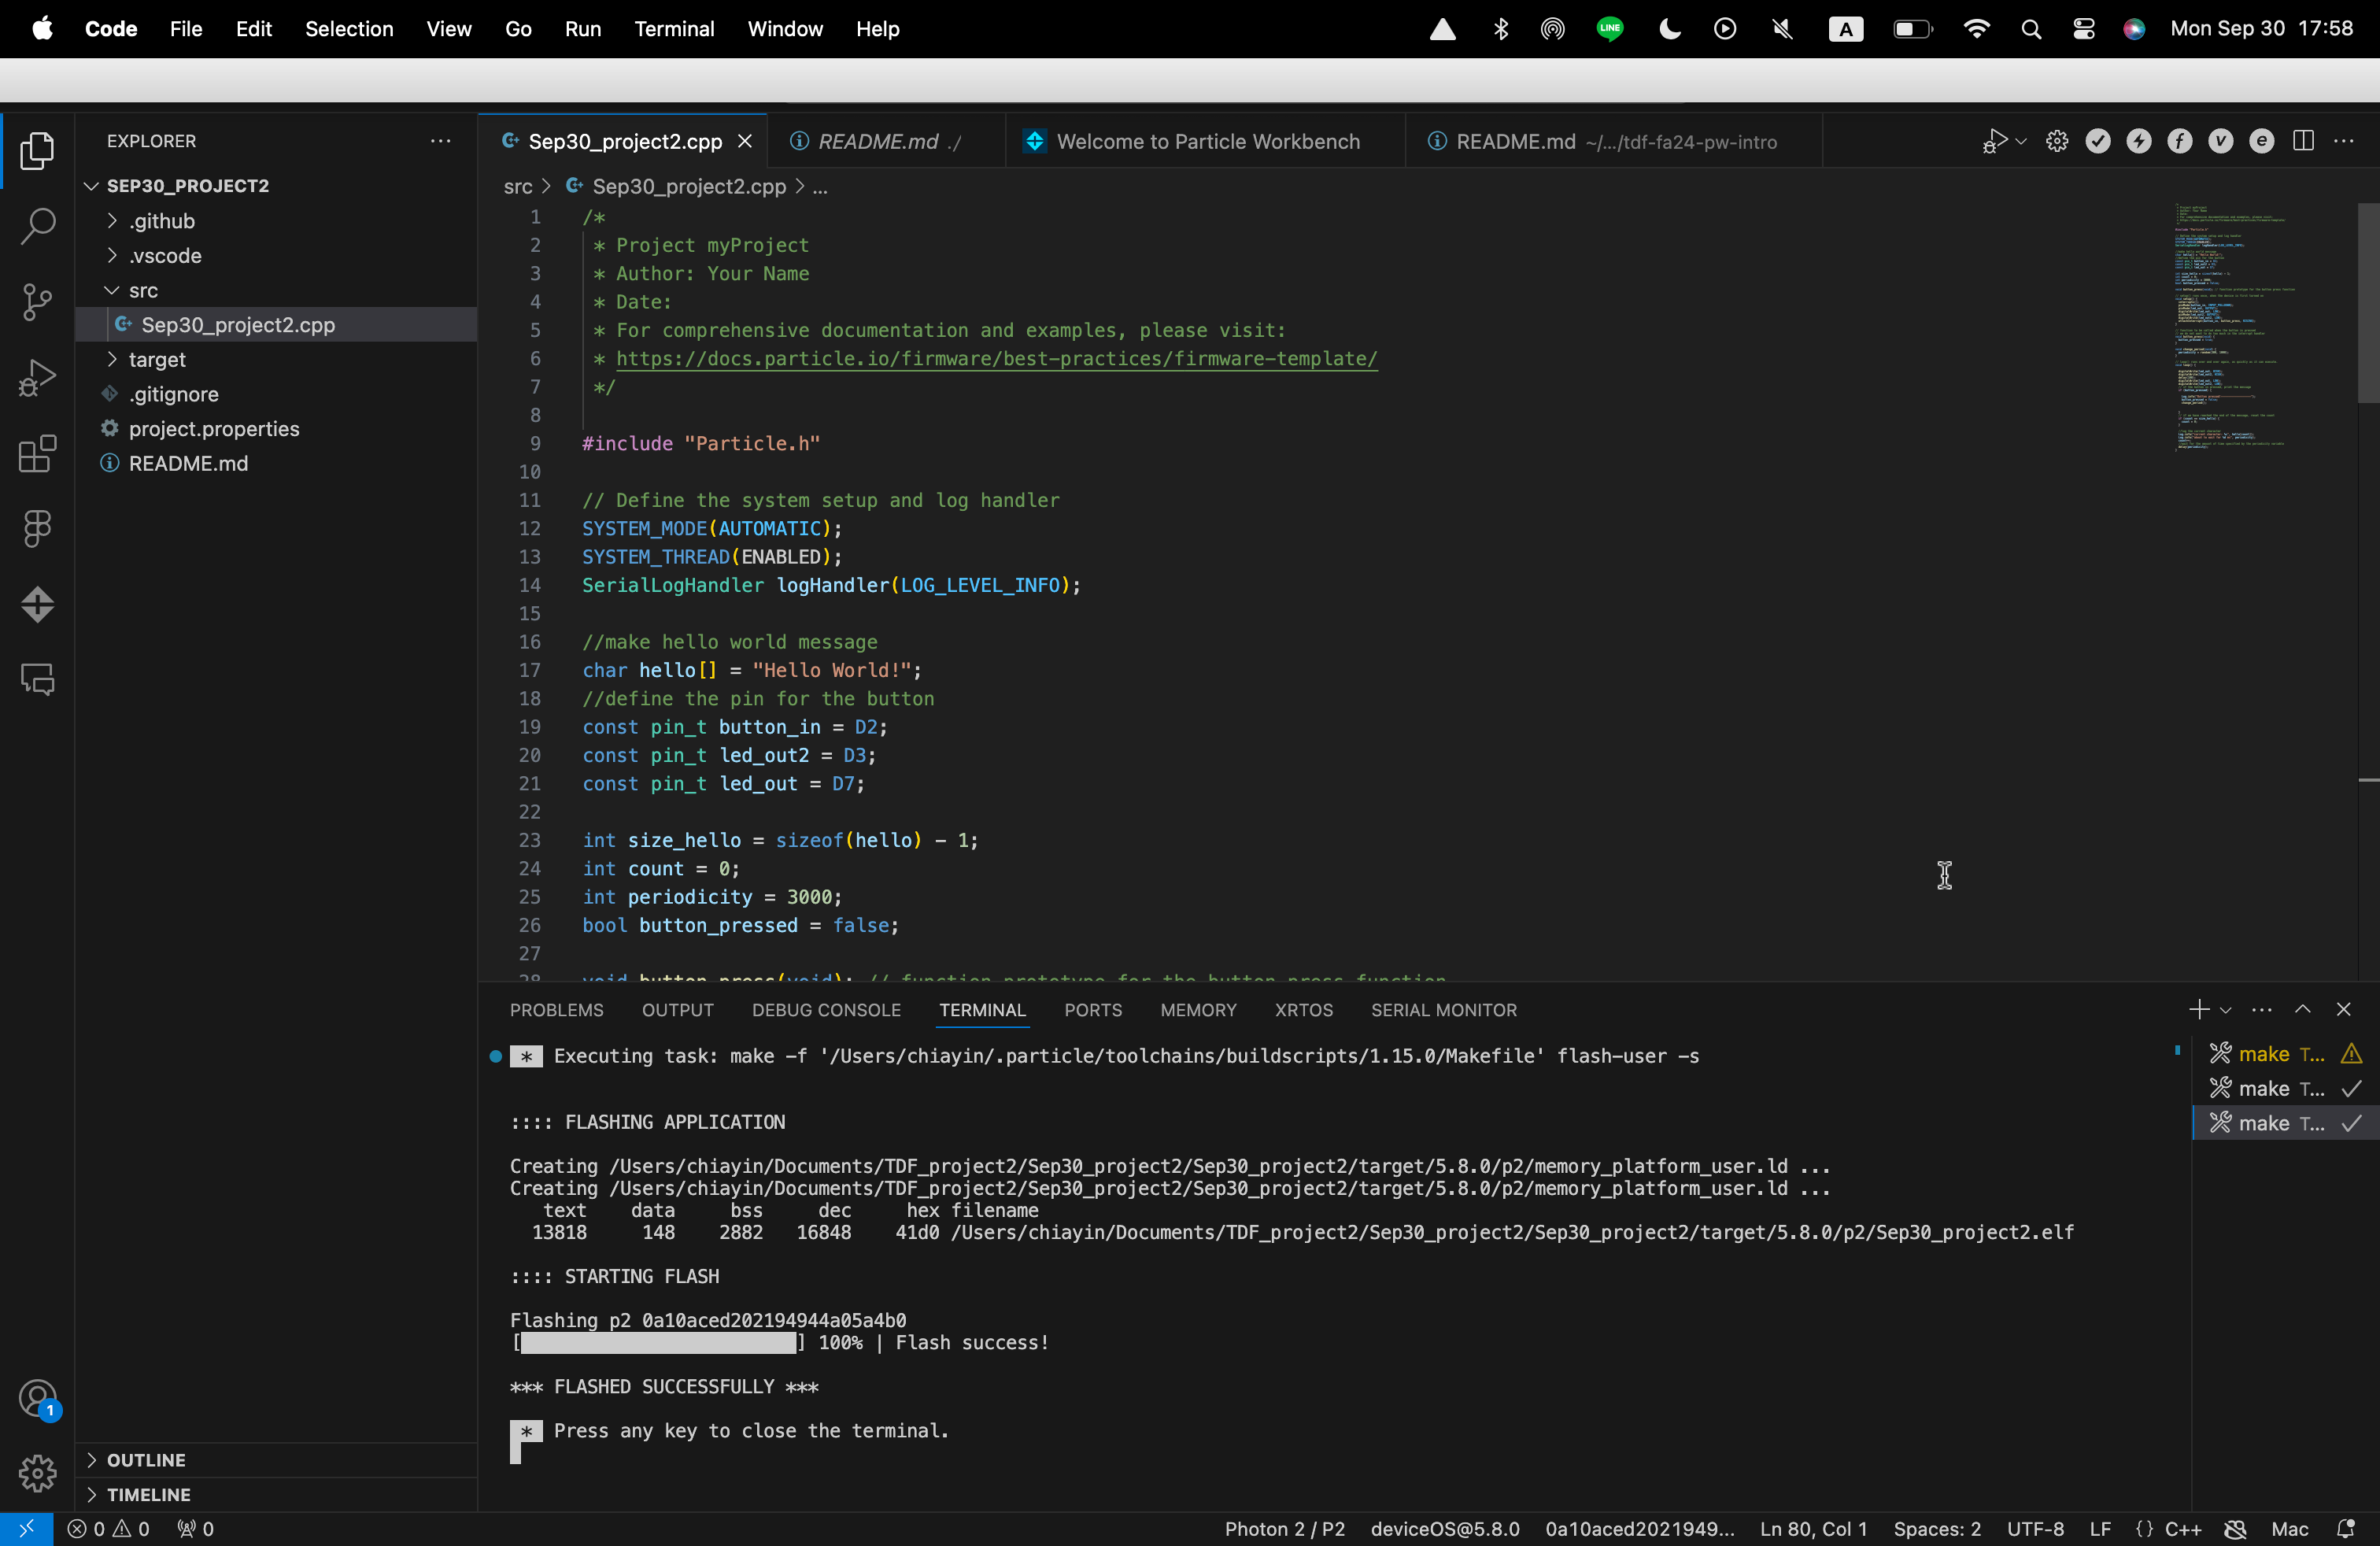 Code File Edit Selection View Go Run Terminal Window Help LINE A Mon Sep 30 17:58
EXPLORER
SEP30_PROJECT2
.github
.vscode
src
Sep30_project2.cpp
target
.gitignore
project.properties
README.md
OUTLINE
TIMELINE
Sep30_project2.cpp README.md ./ Welcome to Particle Workbench README.md ~/.../tdf-fa24-pw-intro
src > Sep30_project2.cpp > ...
1 /*
2 * Project myProject
3 * Author: Your Name
4 * Date:
5 * For comprehensive documentation and examples, please visit:
6 * https://docs.particle.io/firmware/best-practices/firmware-template/
7 */
8
9 #include "Particle.h"
10
11 // Define the system setup and log handler
12 SYSTEM_MODE(AUTOMATIC);
13 SYSTEM_THREAD(ENABLED);
14 SerialLogHandler logHandler(LOG_LEVEL_INFO);
15
16 //make hello world message
17 char hello[] = "Hello World!";
18 //define the pin for the button
19 const pin_t button_in = D2;
20 const pin_t led_out2 = D3;
21 const pin_t led_out = D7;
22
23 int size_hello = sizeof(hello) - 1;
24 int count = 0;
25 int periodicity = 3000;
26 bool button_pressed = false;
27
28 void button_press(void); // function prototype for the button press function
PROBLEMS OUTPUT DEBUG CONSOLE TERMINAL PORTS MEMORY XRTOS SERIAL MONITOR
* Executing task: make -f '/Users/chiayin/.particle/toolchains/buildscripts/1.15.0/Makefile' flash-user -s
:::: FLASHING APPLICATION
Creating /Users/chiayin/Documents/TDF_project2/Sep30_project2/Sep30_project2/target/5.8.0/p2/memory_platform_user.ld ...
Creating /Users/chiayin/Documents/TDF_project2/Sep30_project2/Sep30_project2/target/5.8.0/p2/memory_platform_user.ld ...
text data bss dec hex filename
13818 148 2882 16848 41d0 /Users/chiayin/Documents/TDF_project2/Sep30_project2/Sep30_project2/target/5.8.0/p2/Sep30_project2.elf
:::: STARTING FLASH
Flashing p2 0a10aced202194944a05a4b0
[ ] 100% | Flash success!
*** FLASHED SUCCESSFULLY ***
* Press any key to close the terminal.
make T...
make T...
make T...
1
0 0 0 Photon 2 / P2 deviceOS@5.8.0 0a10aced2021949... Ln 80, Col 1 Spaces: 2 UTF-8 LF {} C++ Mac